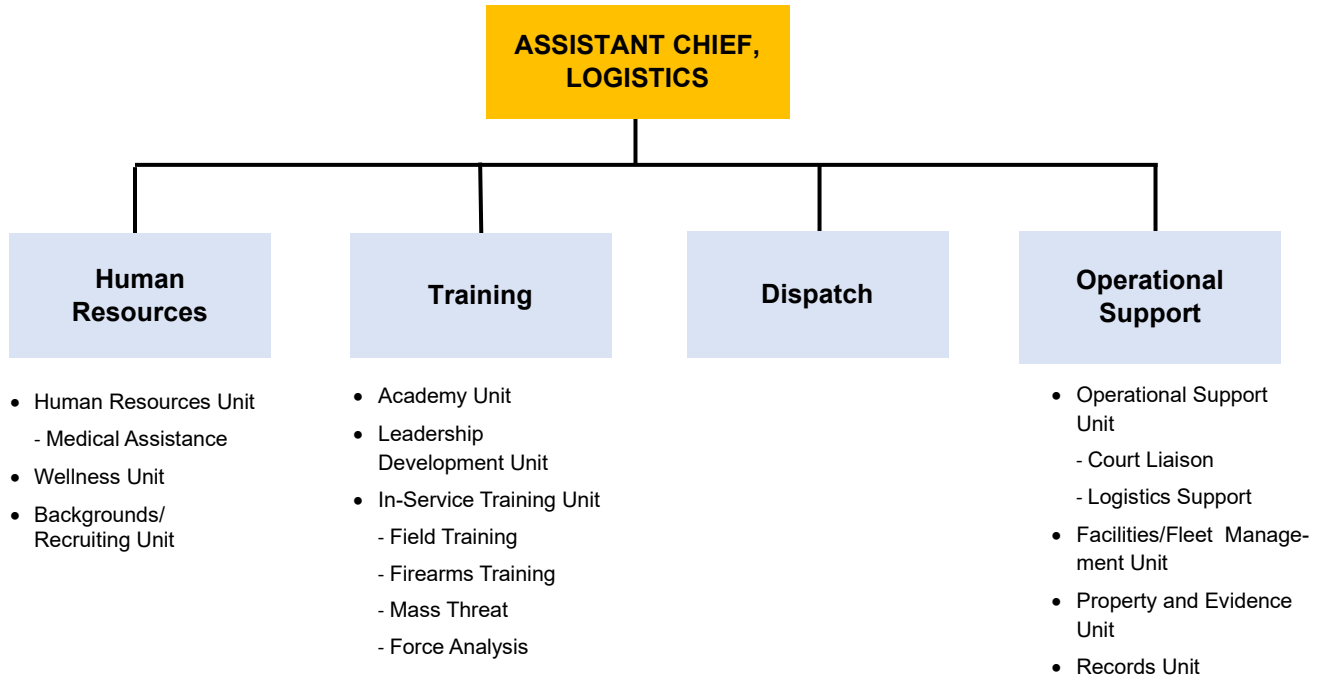 ASSISTANT CHIEF,
LOGISTICS
Human
Resources
Training
Dispatch
Operational
Support
• Human Resources Unit
- Medical Assistance
• Wellness Unit
• Backgrounds/
Recruiting Unit
• Academy Unit
• Leadership
Development Unit
• In-Service Training Unit
- Field Training
- Firearms Training
- Mass Threat
- Force Analysis
• Operational Support
Unit
- Court Liaison
- Logistics Support
• Facilities/Fleet Manage-
ment Unit
• Property and Evidence
Unit
• Records Unit